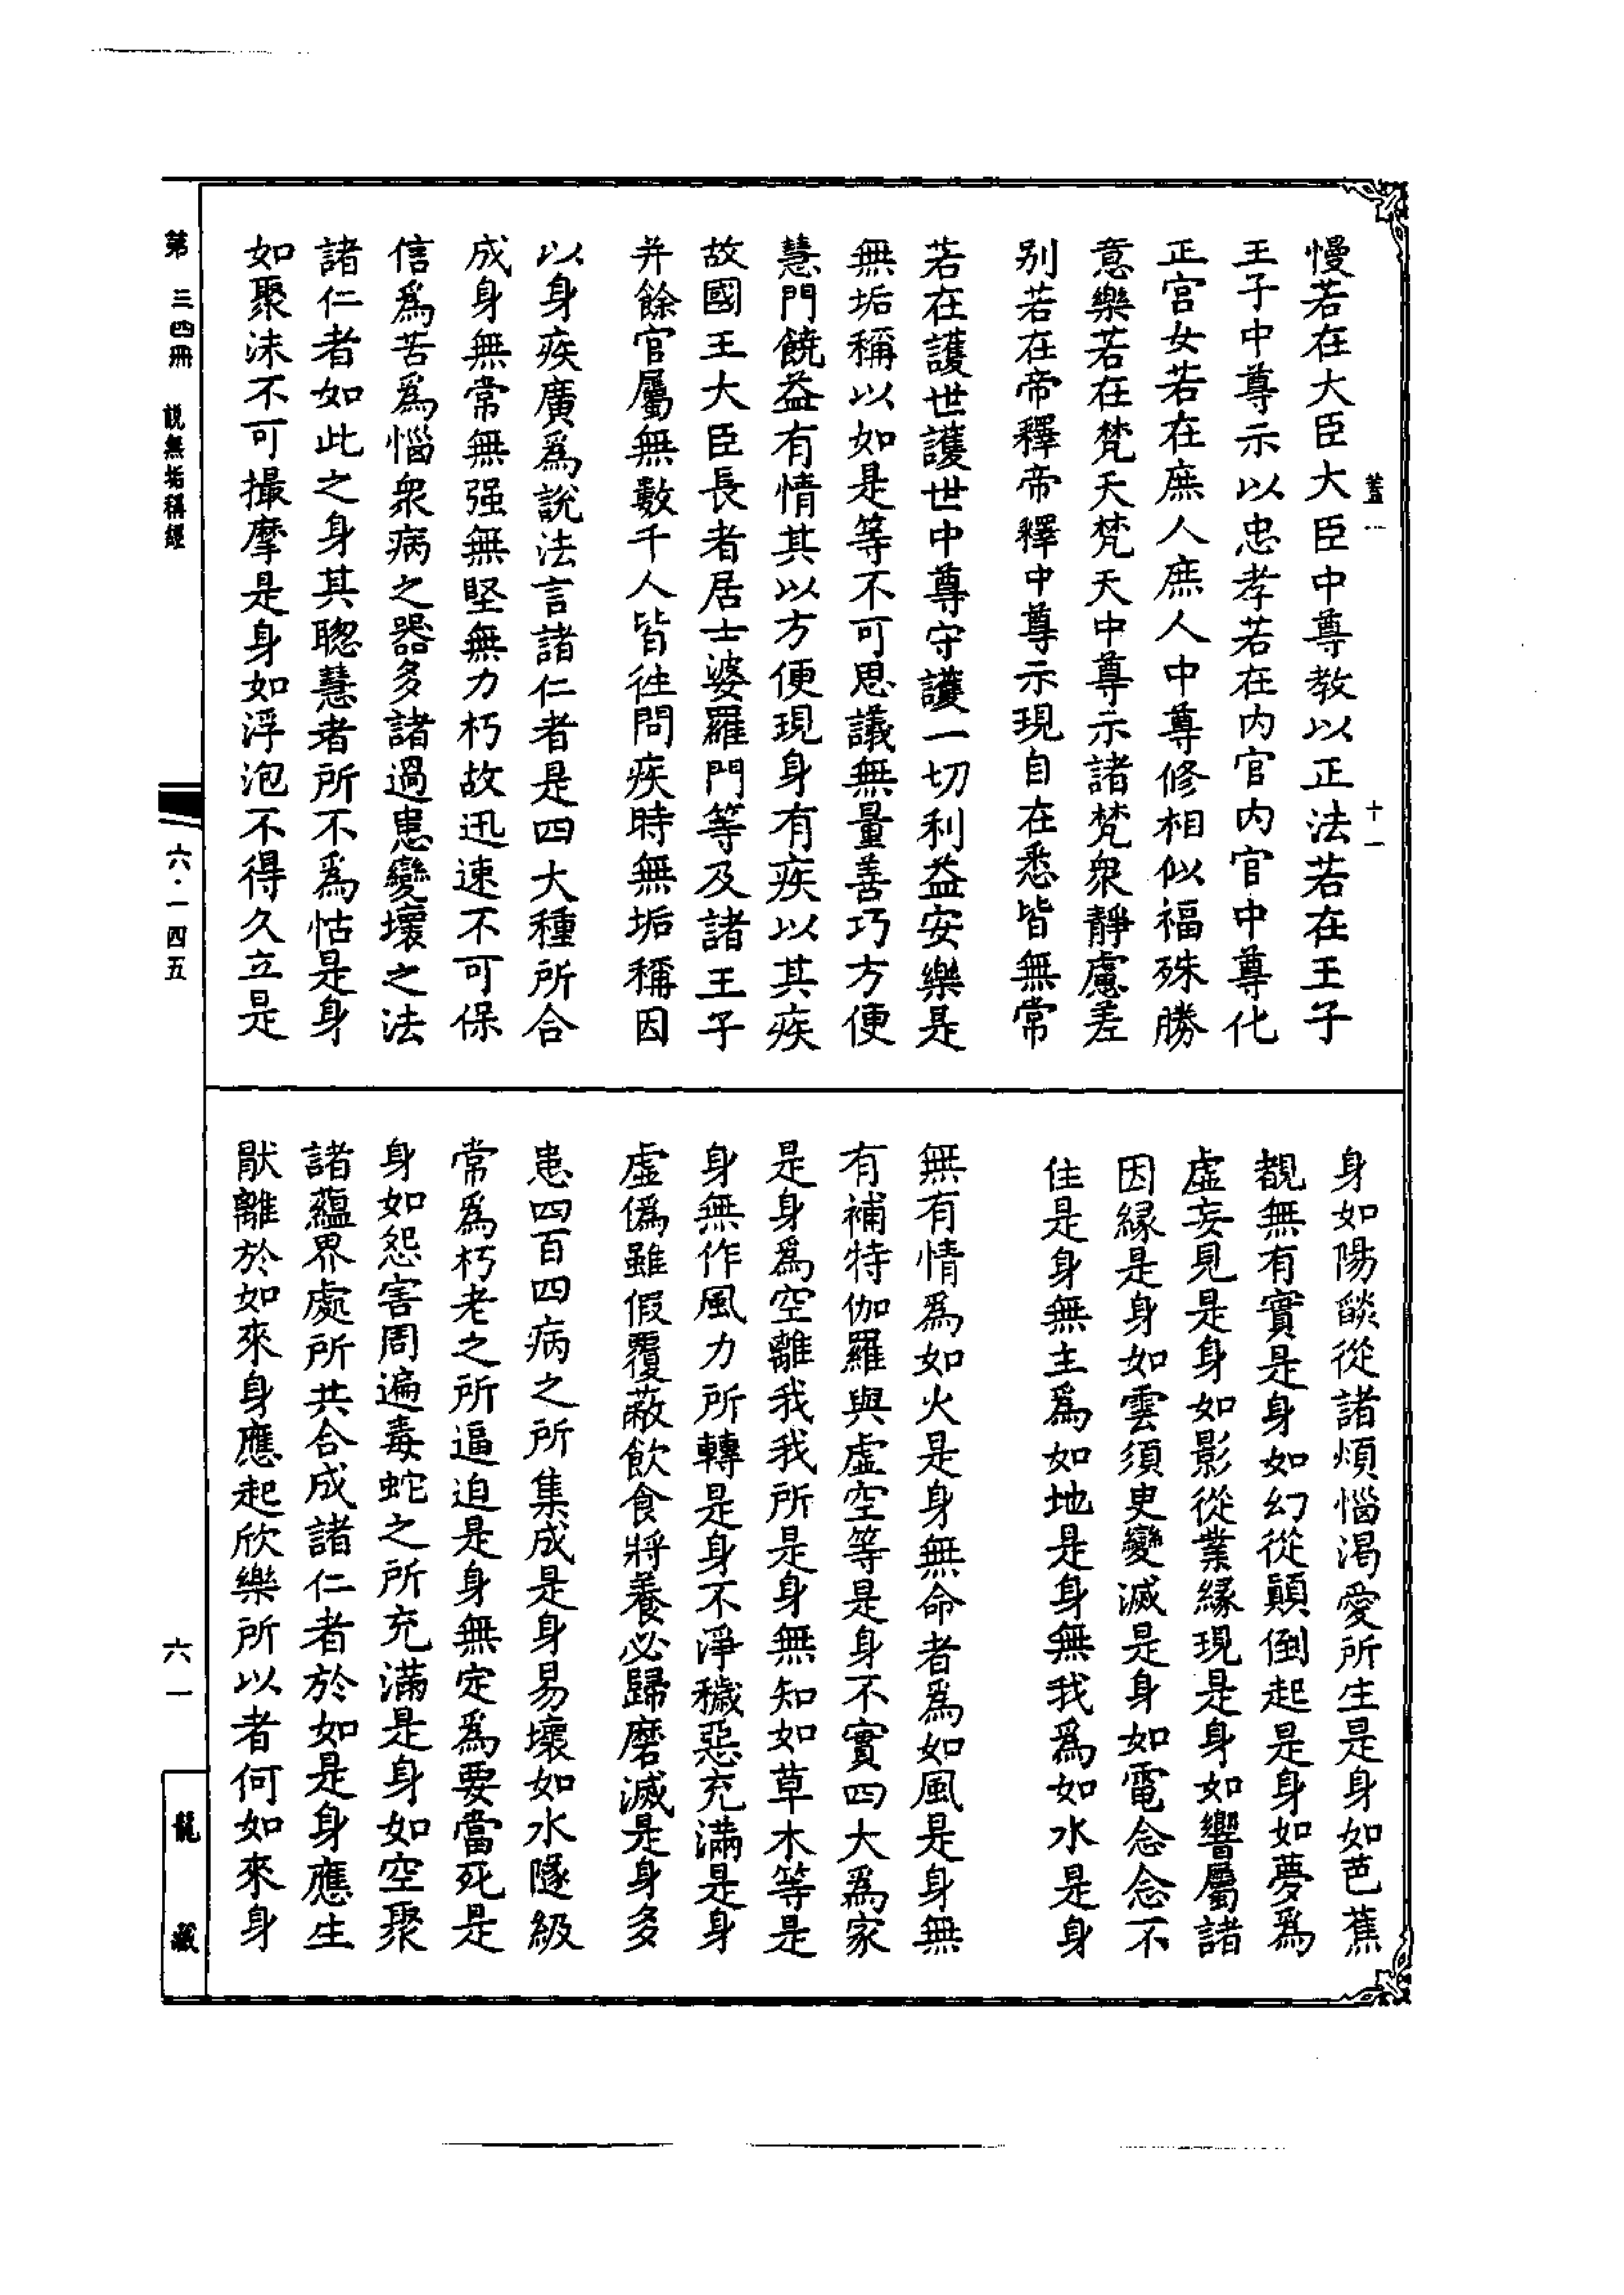 蓋一
十一
慢若在大臣大臣中尊教以正法若在王子
王子中尊示以忠孝若在内官内官中尊化
正宫女若在庶人庶人中尊修相似福殊勝
意樂若在梵天梵天中尊示諸梵衆靜慮差
别若在帝釋帝釋中尊示現自在悉皆無常
若在護世護世中尊守護一切利益安樂是
無垢稱以如是等不可思議無量善巧方便
慧門饒益有情其以方便現身有疾以其疾
故國王大臣長者居士婆羅門等及諸王子
并餘官屬無數千人皆往問疾時無垢稱因
以身疾廣爲說法言諸仁者是四大種所合
成身無常無强無堅無力朽故迅速不可保
信爲苦爲惱衆病之器多諸過患變壞之法
諸仁者如此之身其聰慧者所不爲怙是身
如聚沫不可撮摩是身如浮泡不得久立是
身如陽燄從諸煩惱渴愛所生是身如芭蕉
都無有實是身如幻從顛倒起是身如夢爲
虚妄見是身如影從業緣現是身如響屬諸
因緣是身如雲須臾變滅是身如電念念不
住是身無主爲如地是身無我爲如水是身
無有情爲如火是身無命者爲如風是身無
有補特伽羅與虚空等是身不實四大爲家
是身爲空離我我所是身無知如草木等是
身無作風力所轉是身不淨穢惡充滿是身
虚僞雖假覆蔽飲食將養必歸磨滅是身多
患四百四病之所集成是身易壞如水隧級
常爲朽老之所逼迫是身無定爲要當死是
身如怨害周遍毒蛇之所充滿是身如空聚
諸蘊界處所共合成諸仁者於如是身應生
厭離於如來身應起欣樂所以者何如來身
第三四冊 說無垢稱經
六·一四五
六一
龍藏